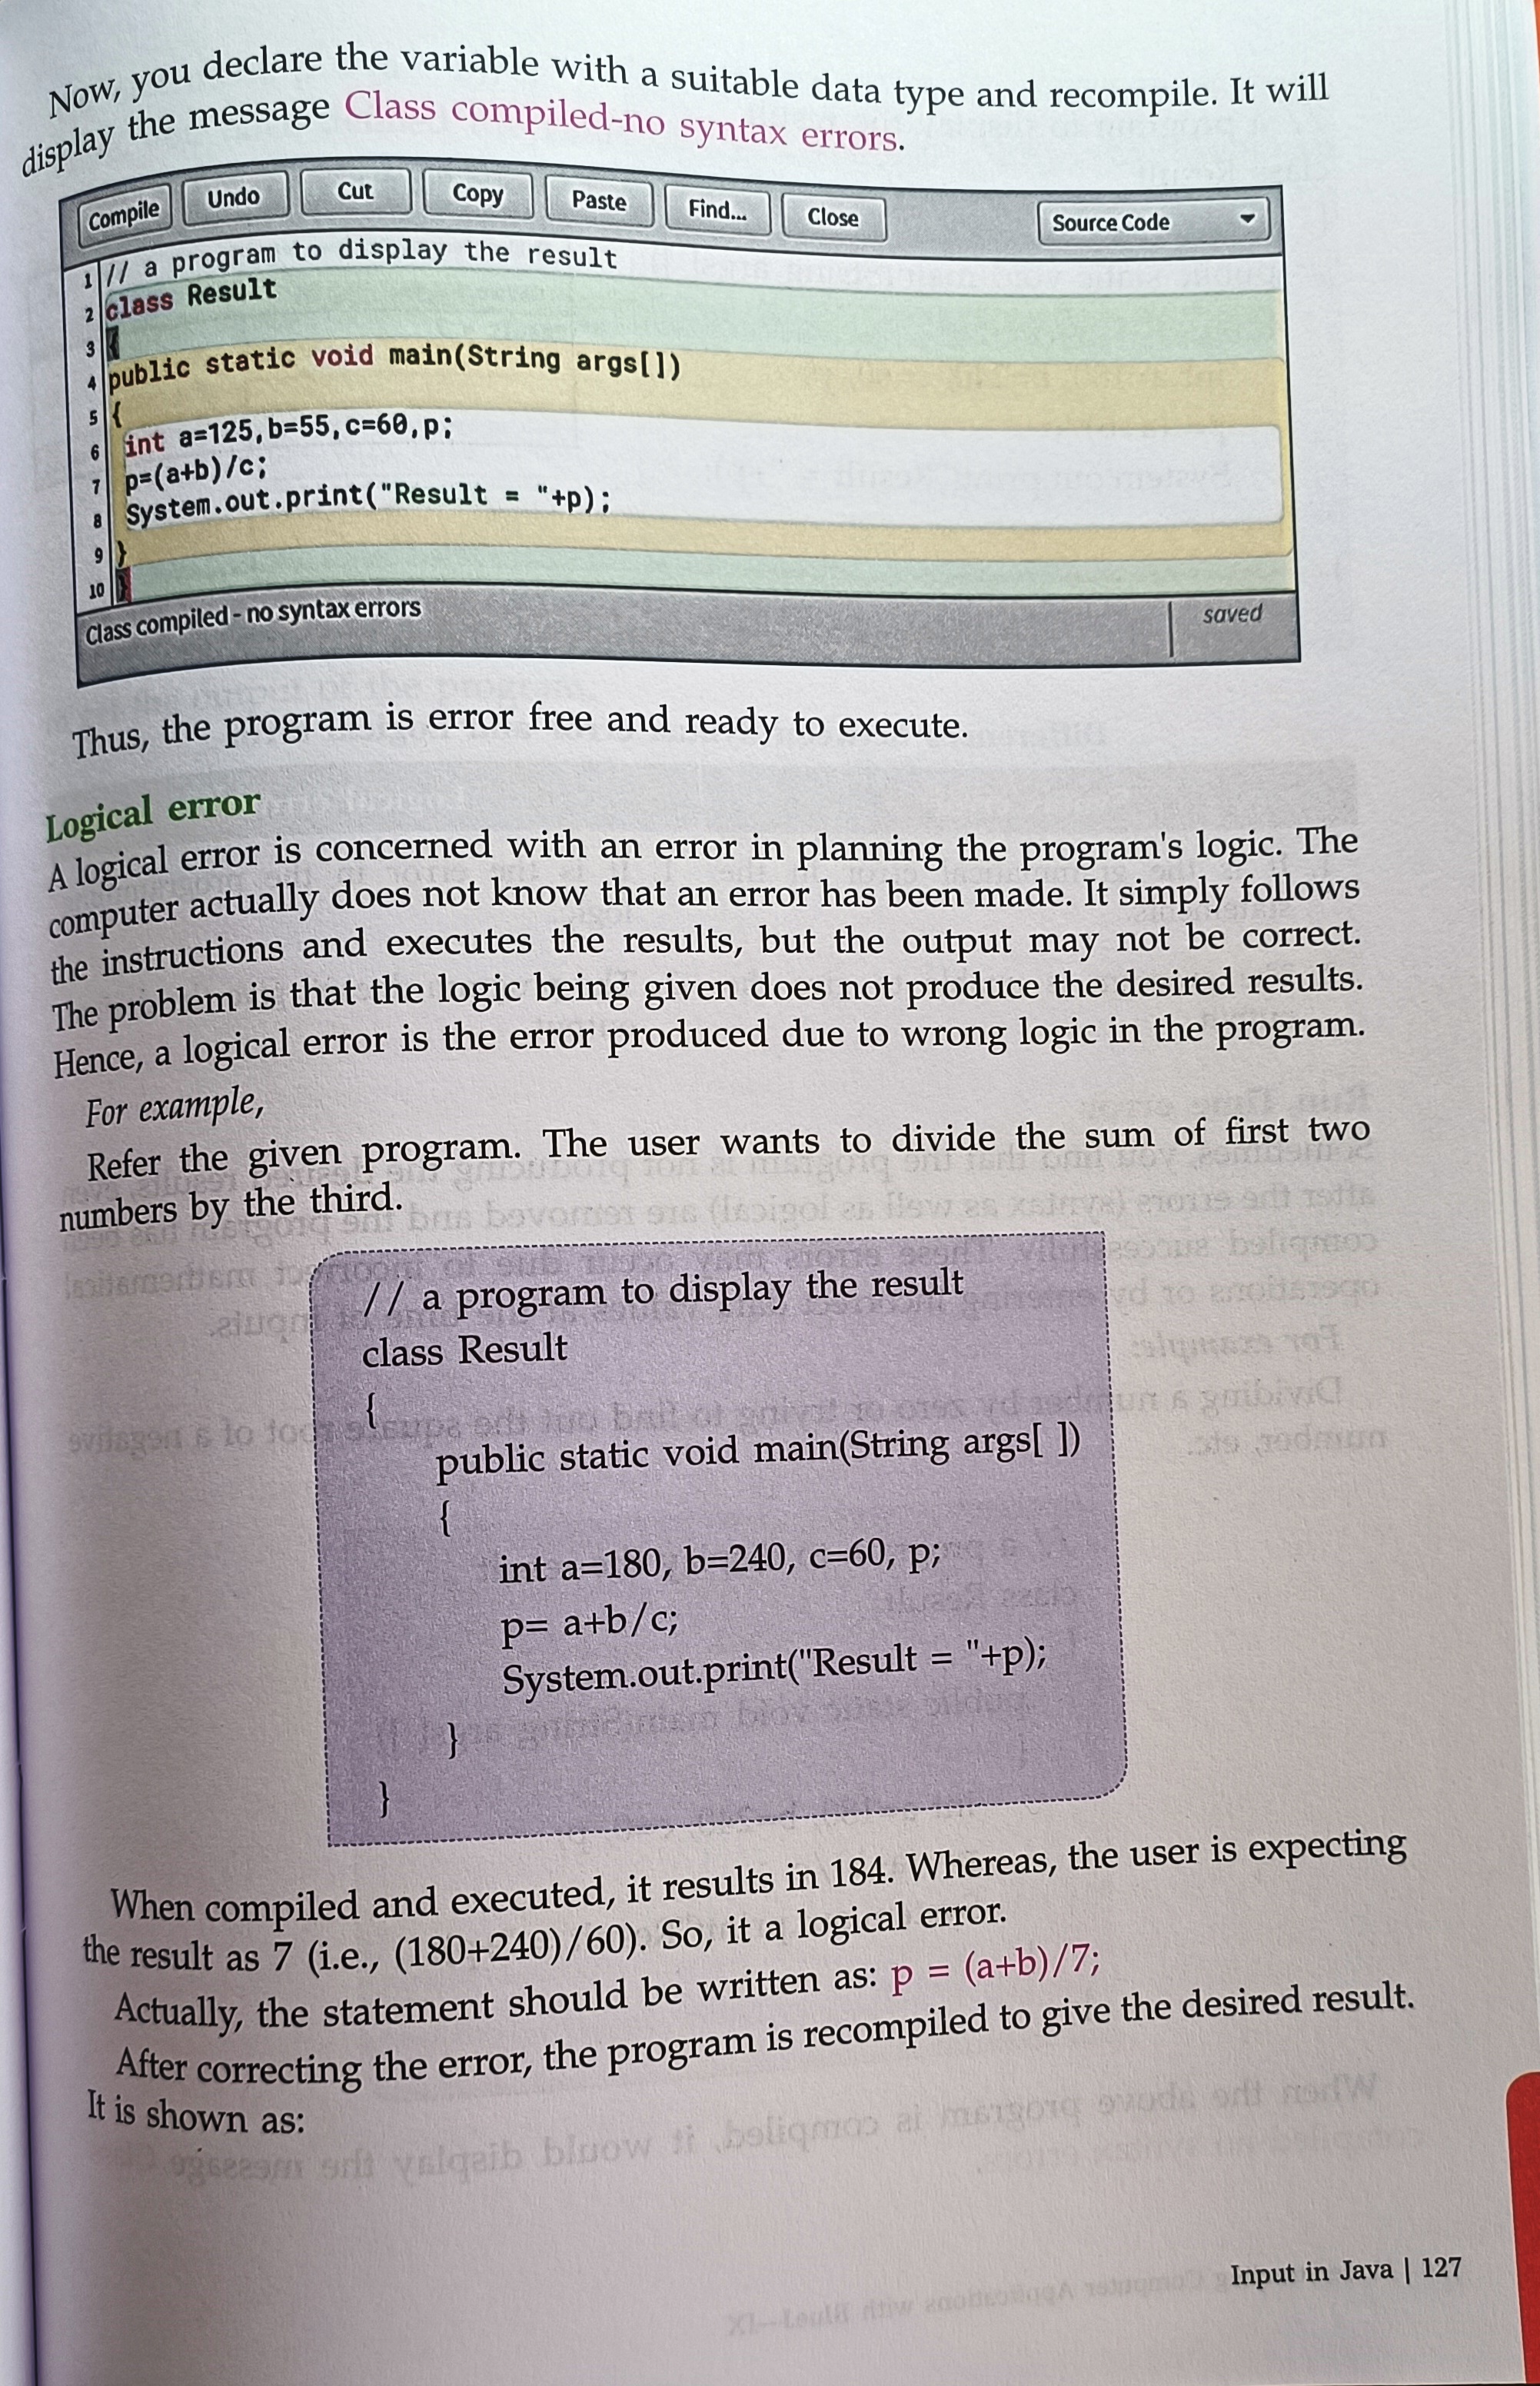 Now, you declare the variable with a suitable data type and recompile. It will
display the message Class compiled-no syntax errors.
Compile Undo Cut Copy Paste Find... Close Source Code
1 // a program to display the result
2 class Result
3 {
4 public static void main(String args[])
5 {
6 int a=125,b=55,c=60,p;
7 p=(a+b)/c;
8 System.out.print("Result = "+p);
9 }
10 }
Class compiled - no syntax errors saved
Thus, the program is error free and ready to execute.
Logical error
A logical error is concerned with an error in planning the program's logic. The
computer actually does not know that an error has been made. It simply follows
the instructions and executes the results, but the output may not be correct.
The problem is that the logic being given does not produce the desired results.
Hence, a logical error is the error produced due to wrong logic in the program.
For example,
Refer the given program. The user wants to divide the sum of first two
numbers by the third.
// a program to display the result
class Result
{
public static void main(String args[ ])
{
int a=180, b=240, c=60, p;
p= a+b/c;
System.out.print("Result = "+p);
}
}
When compiled and executed, it results in 184. Whereas, the user is expecting
the result as 7 (i.e., (180+240)/60). So, it a logical error.
Actually, the statement should be written as: p = (a+b)/7;
After correcting the error, the program is recompiled to give the desired result.
It is shown as:
Input in Java | 127